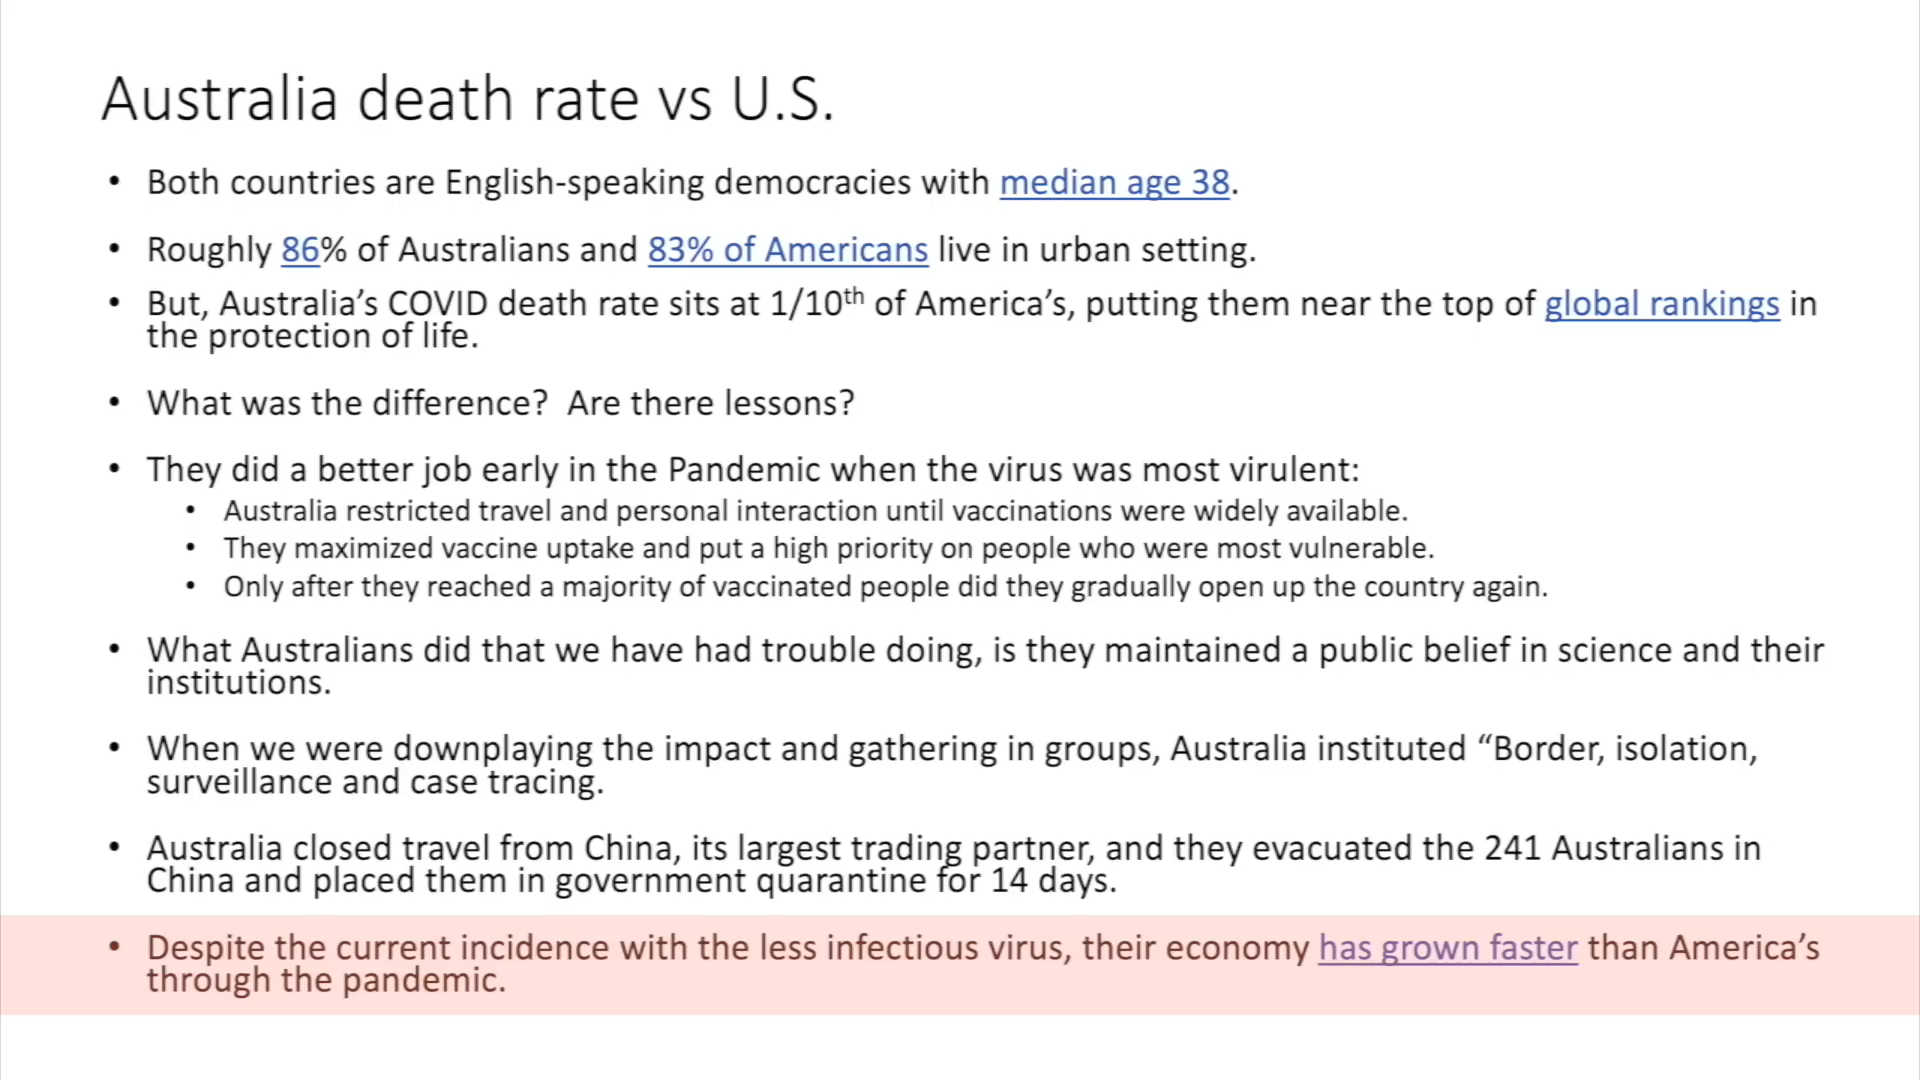 Australia death rate vs U.S.
• Both countries are English-speaking democracies with median age 38.
• Roughly 86% of Australians and 83% of Americans live in urban setting.
• But, Australia’s COVID death rate sits at 1/10th of America’s, putting them near the top of global rankings in
the protection of life.
• What was the difference?  Are there lessons?
• They did a better job early in the Pandemic when the virus was most virulent:
• Australia restricted travel and personal interaction until vaccinations were widely available.
• They maximized vaccine uptake and put a high priority on people who were most vulnerable.
• Only after they reached a majority of vaccinated people did they gradually open up the country again.
• What Australians did that we have had trouble doing, is they maintained a public belief in science and their
institutions.
• When we were downplaying the impact and gathering in groups, Australia instituted “Border, isolation,
surveillance and case tracing.
• Australia closed travel from China, its largest trading partner, and they evacuated the 241 Australians in
China and placed them in government quarantine for 14 days.
• Despite the current incidence with the less infectious virus, their economy has grown faster than America’s
through the pandemic.